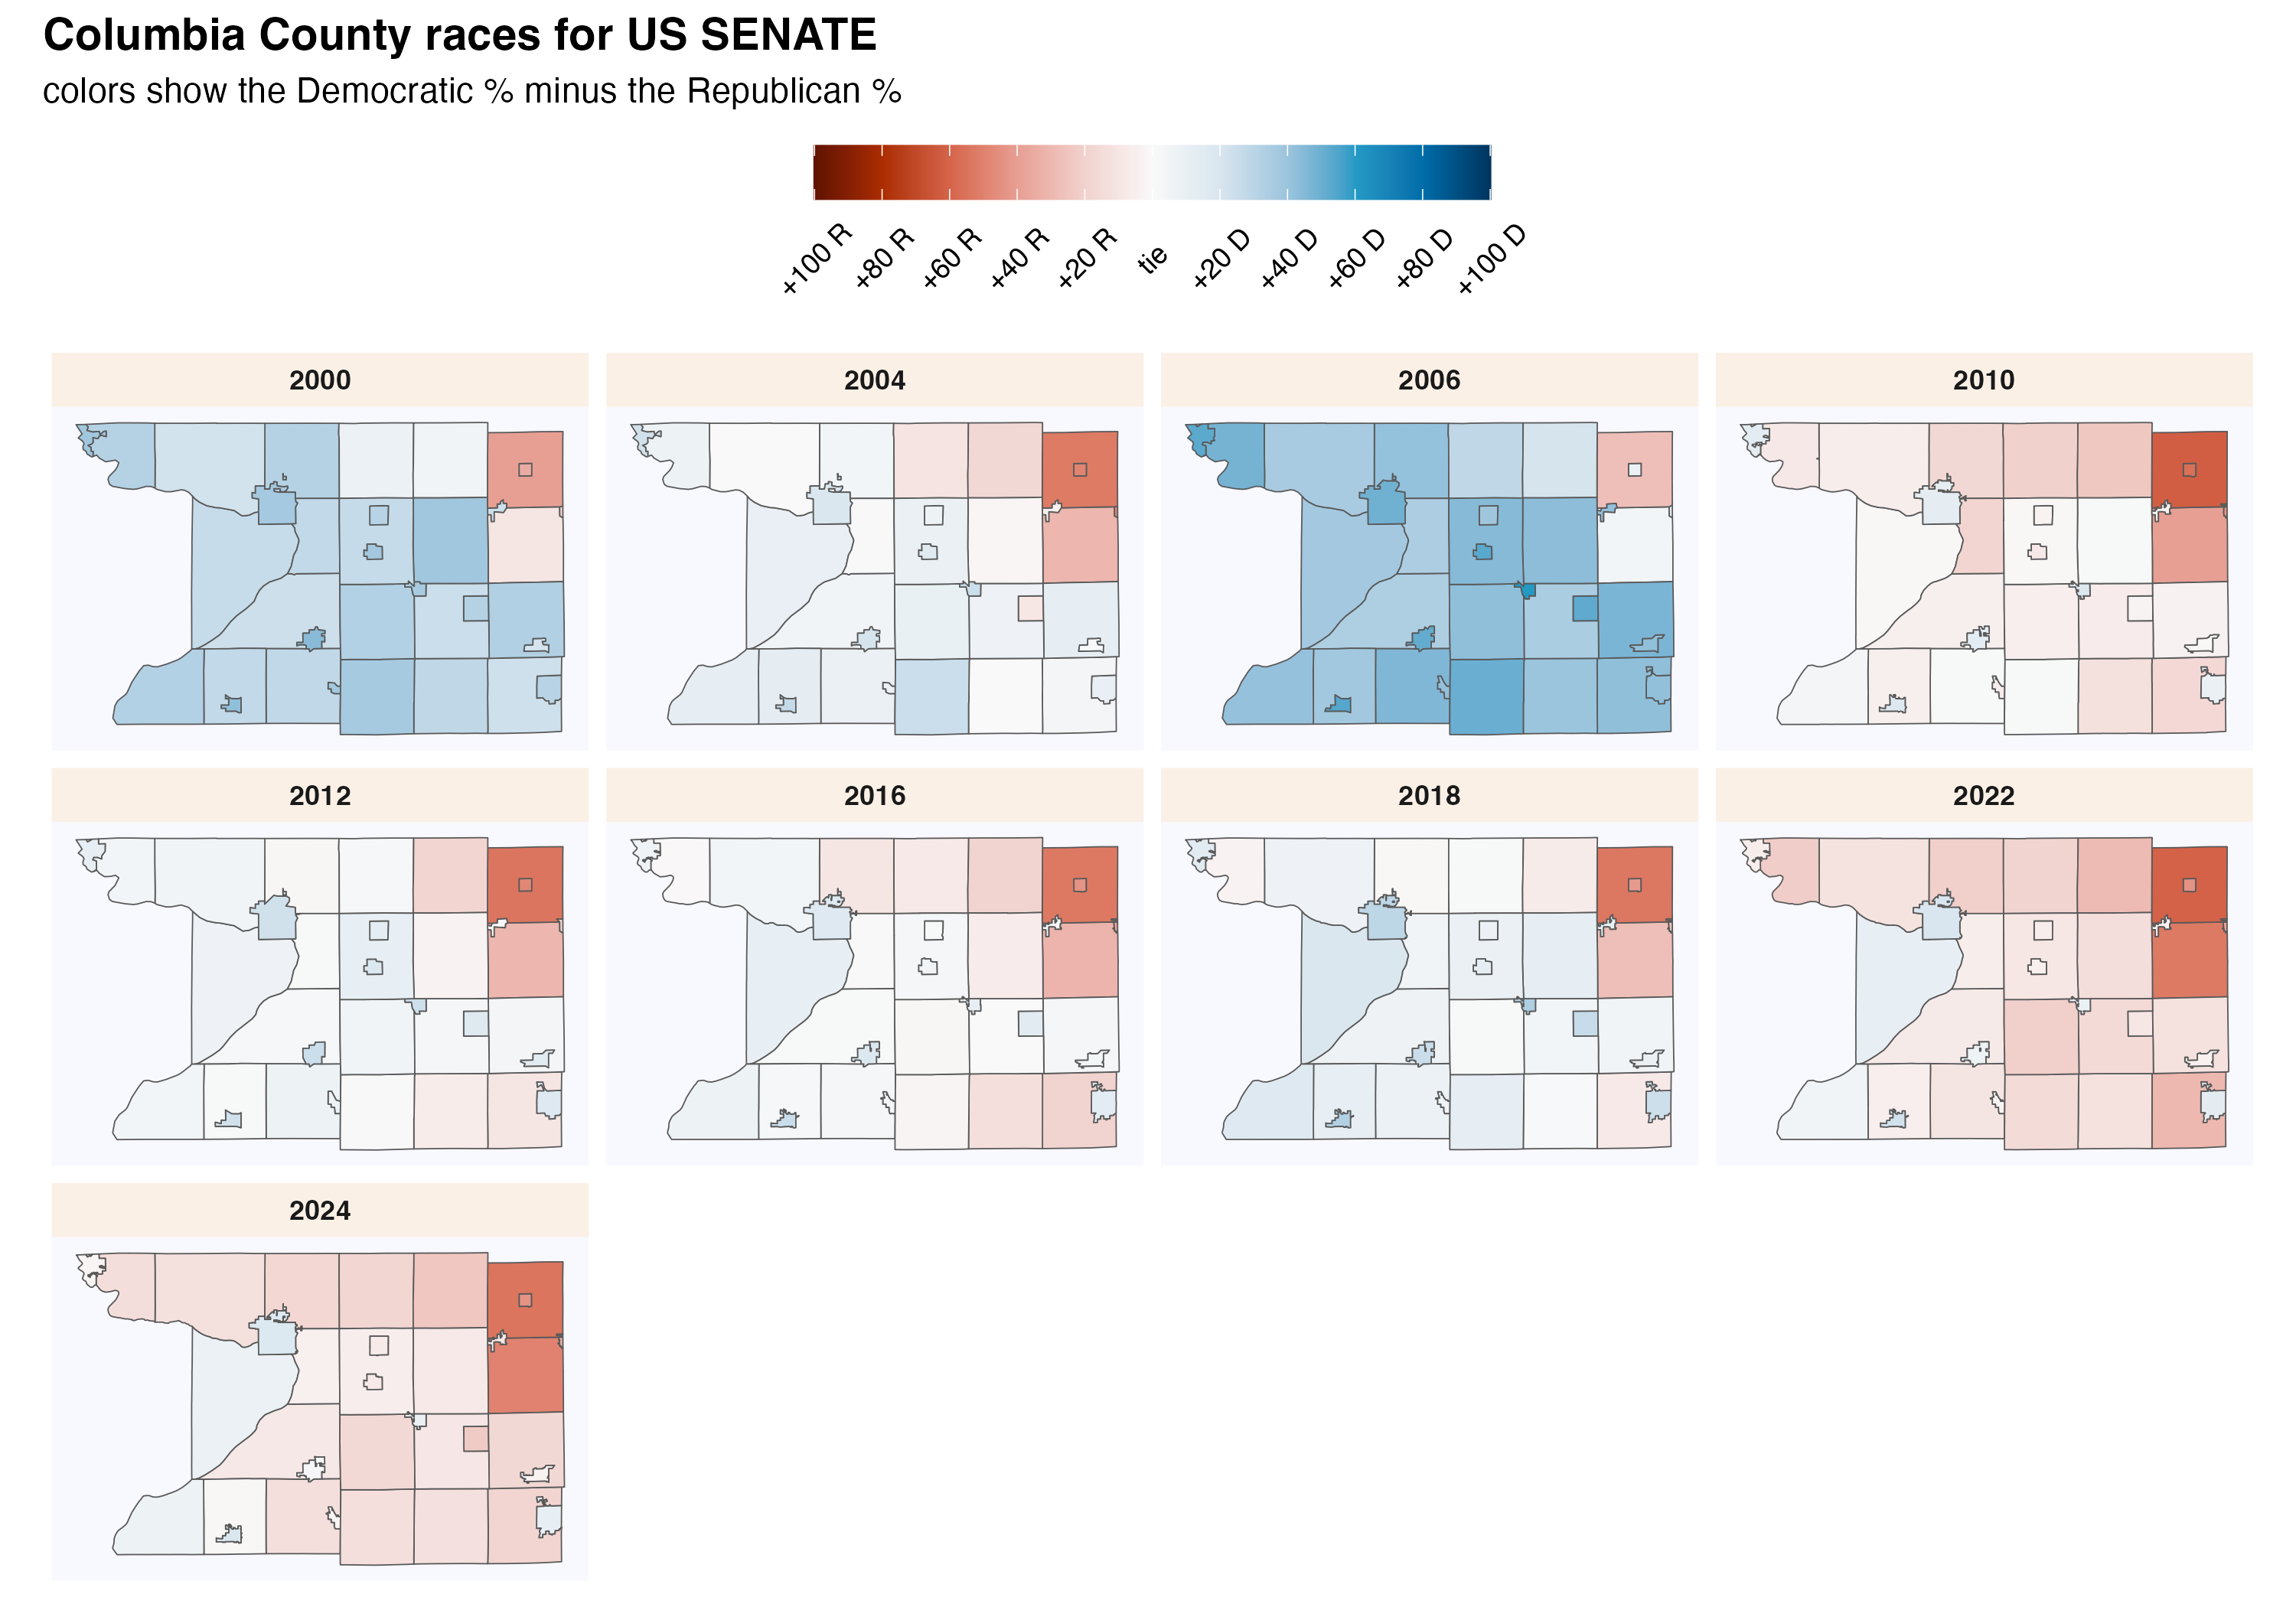 Columbia County races for US SENATE
colors show the Democratic % minus the Republican %
+100 R
+80 R
+60 R
+40 R
+20 R
tie
+20 D
+40 D
+60 D
+80 D
+100 D
2000
2004
2006
2010
2012
2016
2018
2022
2024